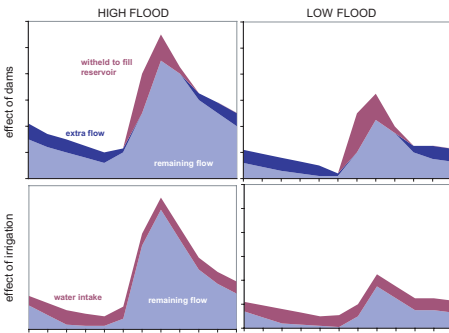 HIGH FLOOD
LOW FLOOD
effect of dams
witheld to fill
reservoir
extra flow
remaining flow
effect of irrigation
water intake
remaining flow